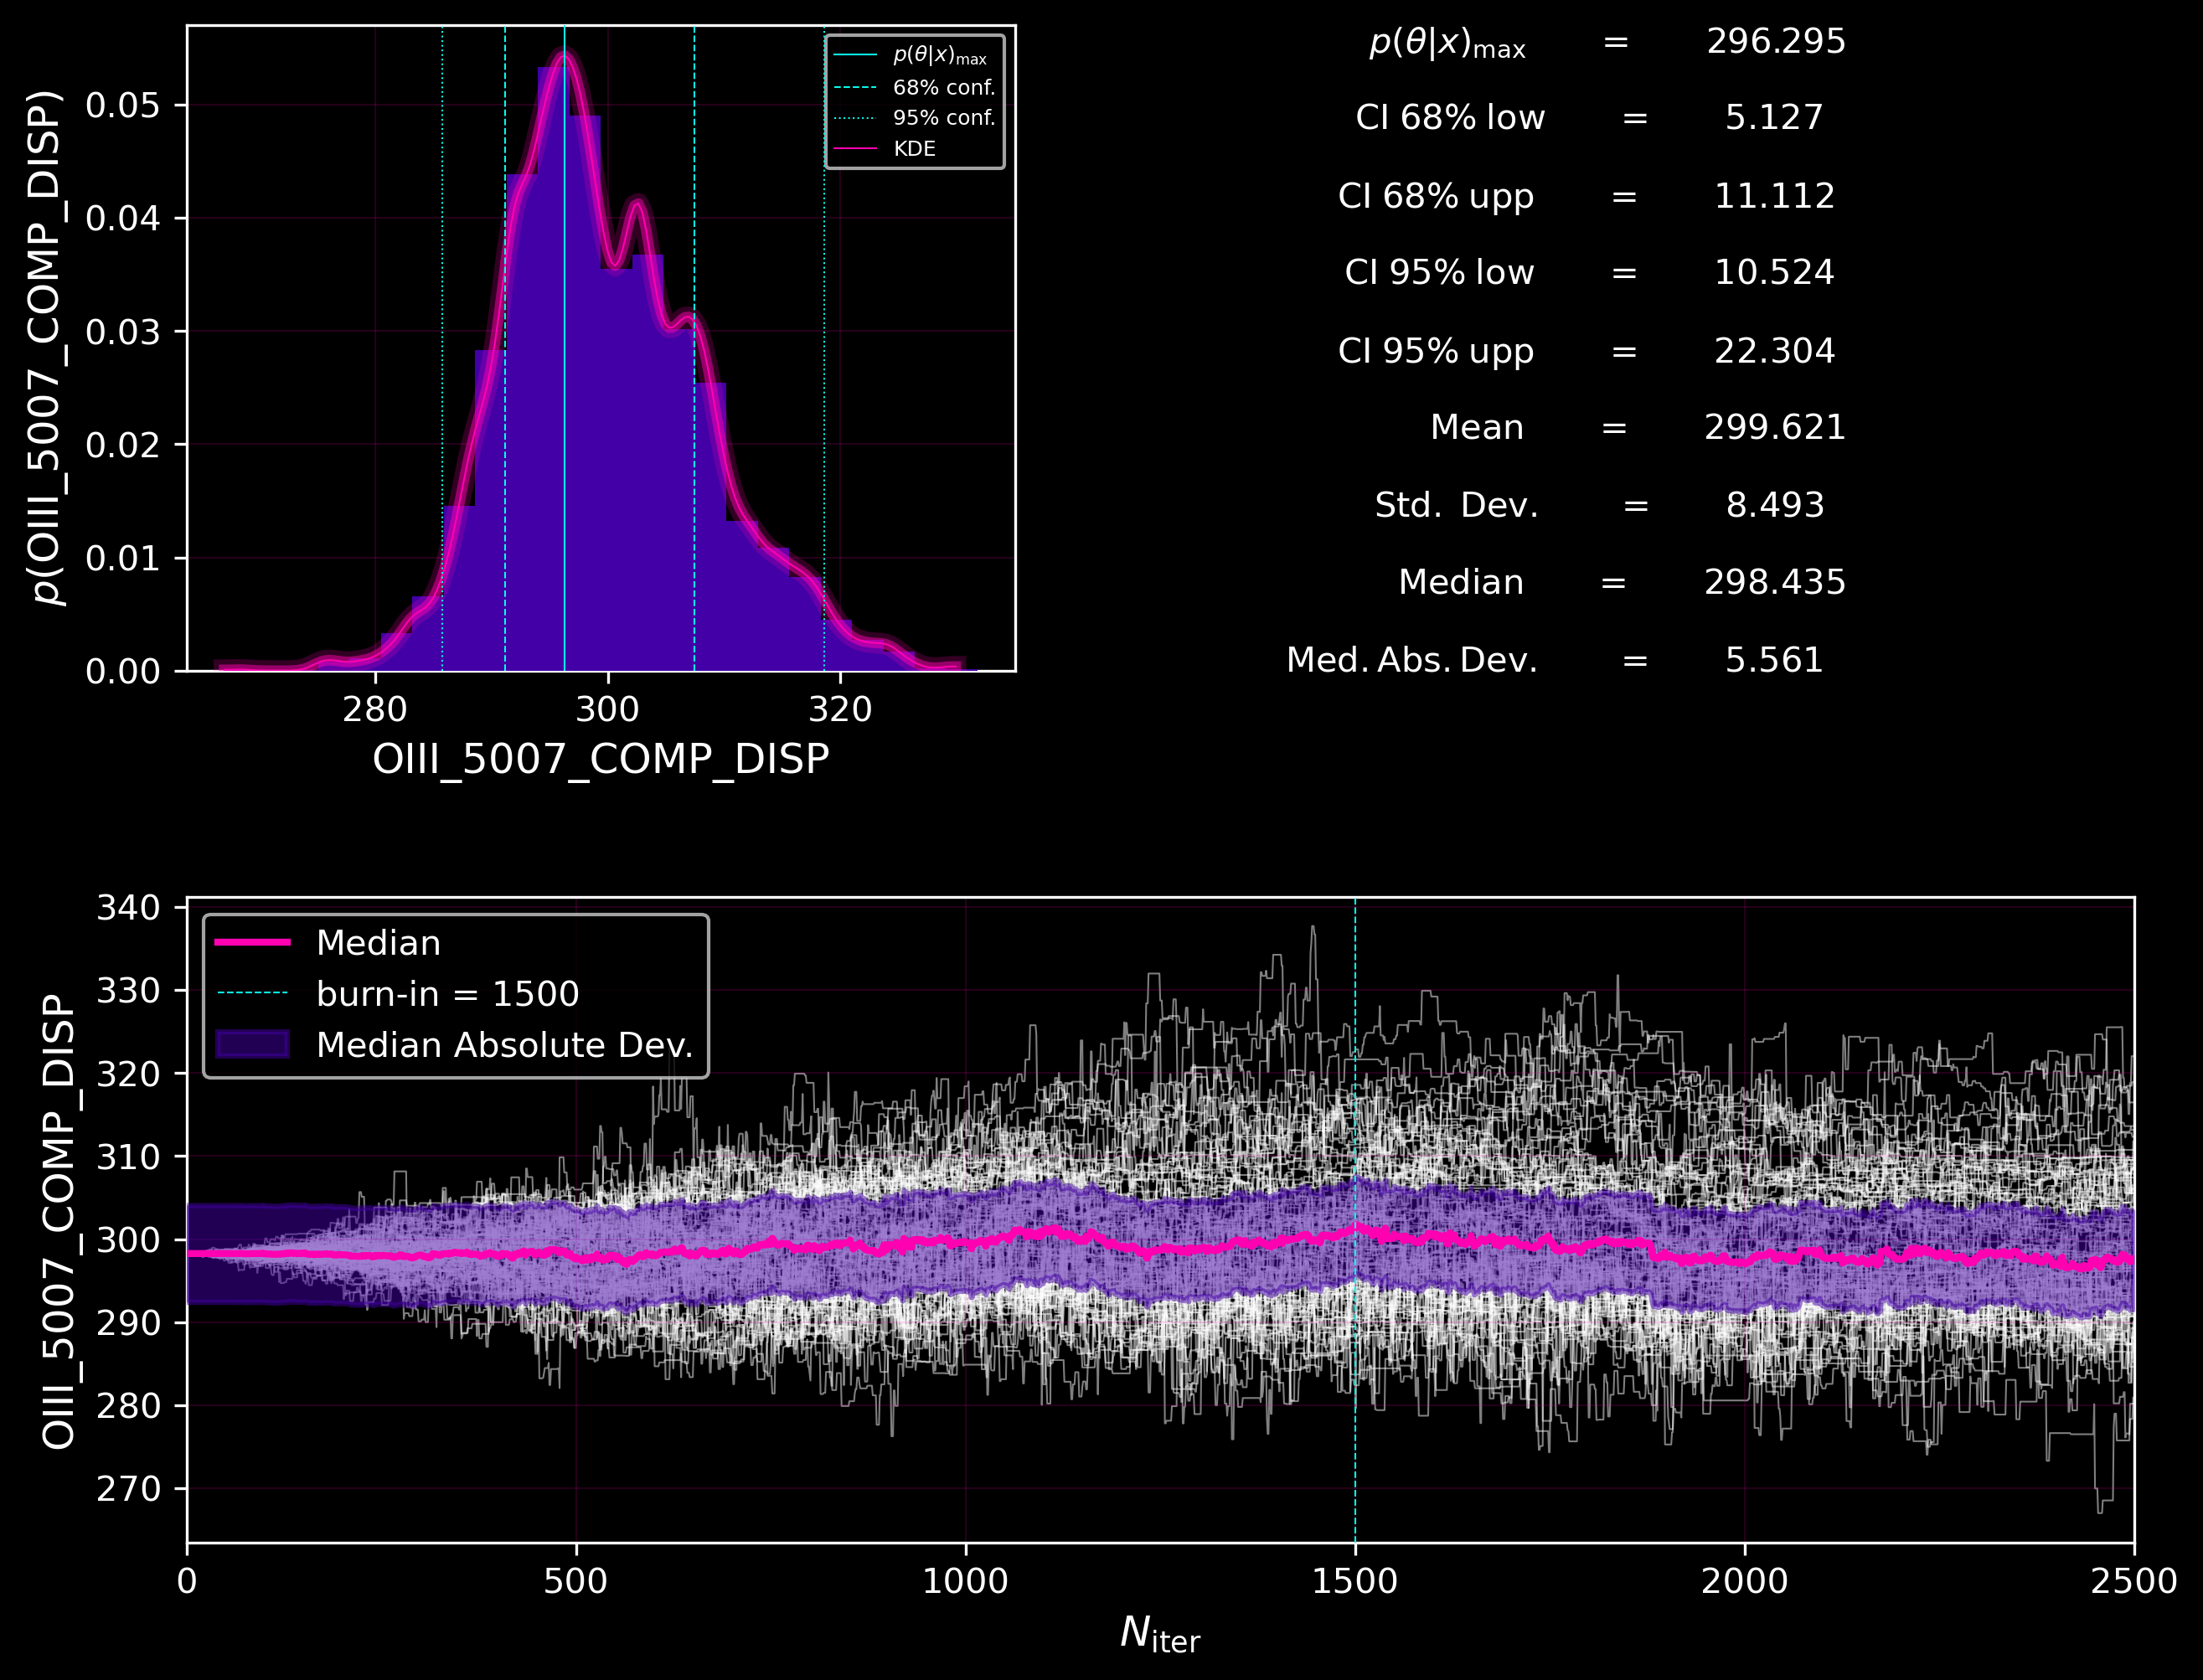 p(OIII_5007_COMP_DISP)
0.05
0.04
0.03
0.02
0.01
0.00
280 300 320
OIII_5007_COMP_DISP
p(θ|x)max
68% conf.
95% conf.
KDE
p(θ|x)max = 296.295
CI 68% low = 5.127
CI 68% upp = 11.112
CI 95% low = 10.524
CI 95% upp = 22.304
Mean = 299.621
Std. Dev. = 8.493
Median = 298.435
Med. Abs. Dev. = 5.561
OIII_5007_COMP_DISP
340
330
320
310
300
290
280
270
Median
burn-in = 1500
Median Absolute Dev.
0 500 1000 1500 2000 2500
Niter